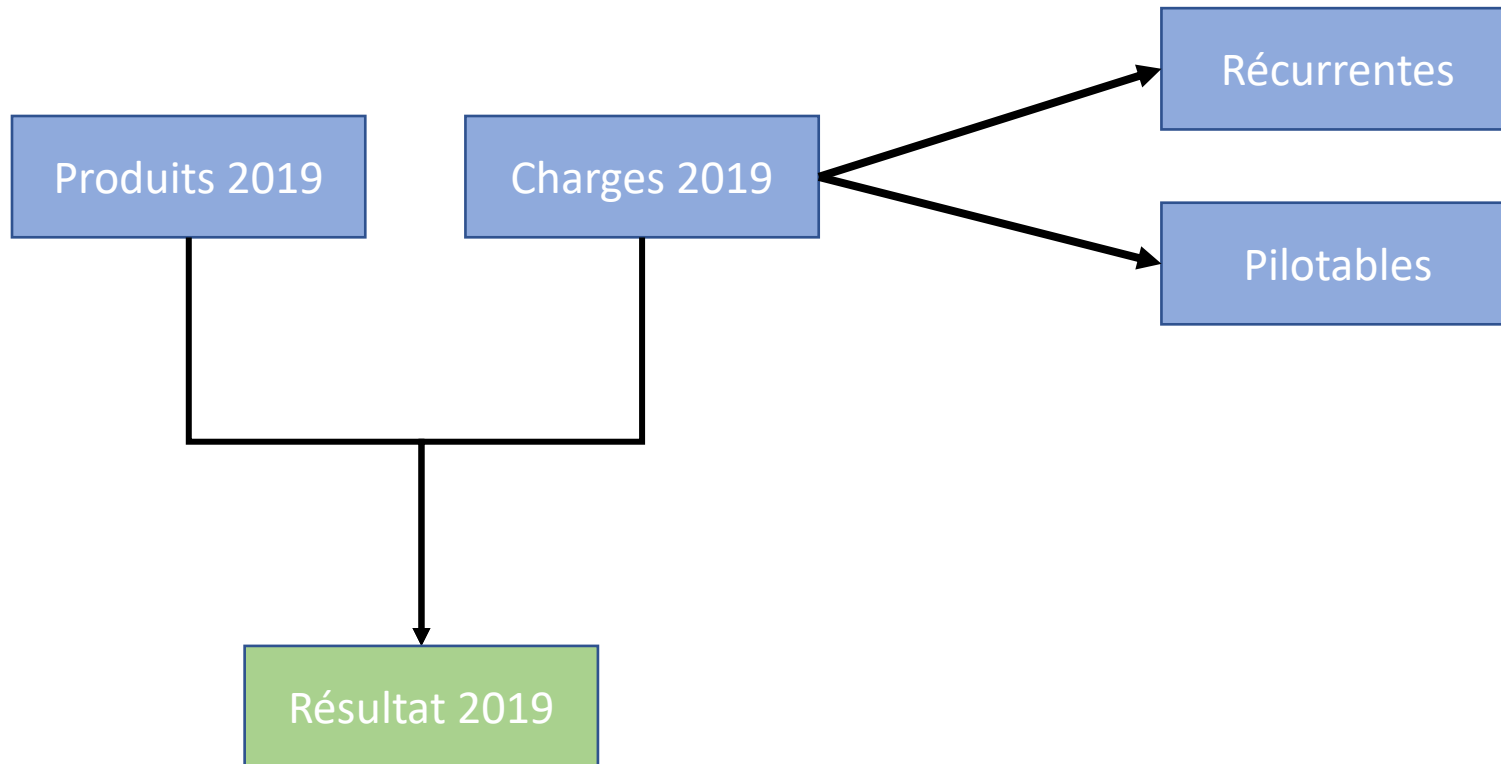 Récurrentes
Produits 2019
Charges 2019
Pilotables
Résultat 2019